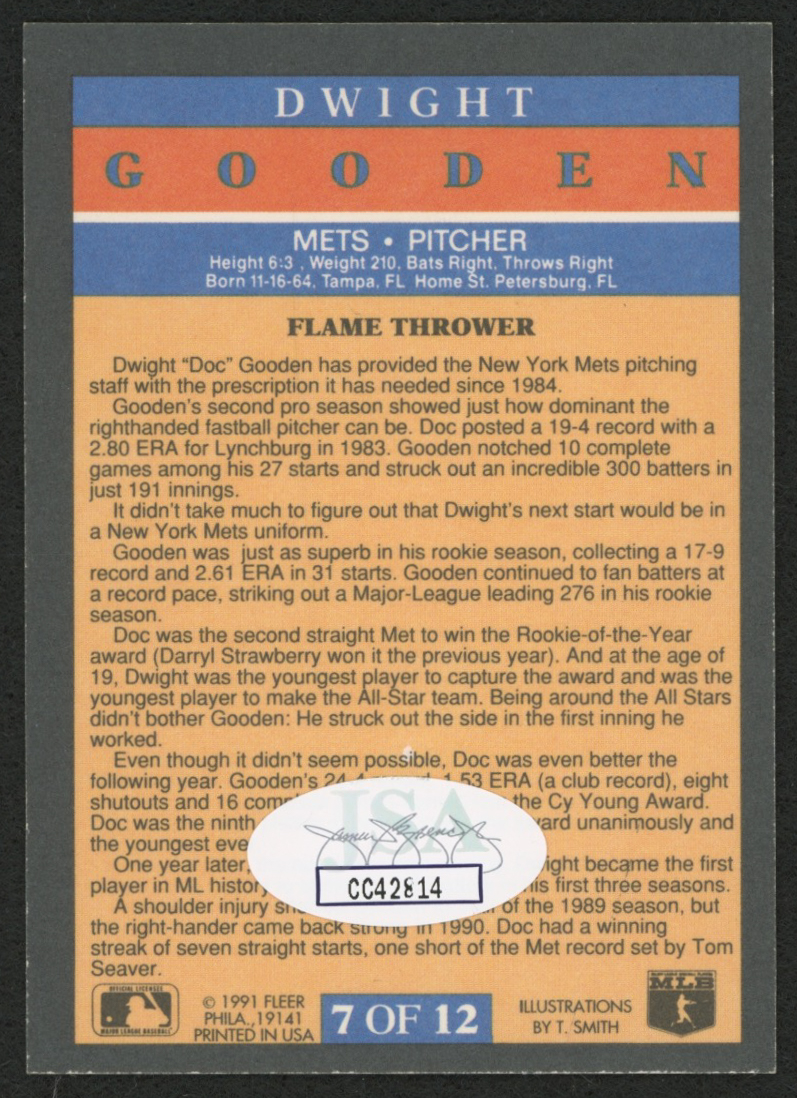 DWIGHT
GOODEN
METS • PITCHER
Height 6:3 , Weight 210, Bats Right, Throws Right
Born 11-16-64, Tampa, FL Home St. Petersburg, FL
FLAME THROWER
Dwight “Doc” Gooden has provided the New York Mets pitching
staff with the prescription it has needed since 1984.
Gooden's second pro season showed just how dominant the
righthanded fastball pitcher can be. Doc posted a 19-4 record with a
2.80 ERA for Lynchburg in 1983. Gooden notched 10 complete
games among his 27 starts and struck out an incredible 300 batters in
just 191 innings.
It didn't take much to figure out that Dwight's next start would be in
a New York Mets uniform.
Gooden was just as superb in his rookie season, collecting a 17-9
record and 2.61 ERA in 31 starts. Gooden continued to fan batters at
a record pace, striking out a Major-League leading 276 in his rookie
season.
Doc was the second straight Met to win the Rookie-of-the-Year
award (Darryl Strawberry won it the previous year). And at the age of
19, Dwight was the youngest player to capture the award and was the
youngest player to make the All-Star team. Being around the All Stars
didn't bother Gooden: He struck out the side in the first inning he
worked.
Even though it didn't seem possible, Doc was even better the
following year. Gooden's 24-4 1.53 ERA (a club record), eight
shutouts and 16 the Cy Young Award.
Doc was the ninth unanimously and
the youngest
One year later, became the first
player in ML history his first three seasons.
A shoulder injury of the 1989 season, but
the right-hander came back strong in 1990. Doc had a winning
streak of seven straight starts, one short of the Met record set by Tom
Seaver.
JSA
CC42814
OFFICIAL LICENSEE
MAJOR LEAGUE BASEBALL
© 1991 FLEER
PHILA., 19141
PRINTED IN USA
7 OF 12
ILLUSTRATIONS
BY T. SMITH
MLB